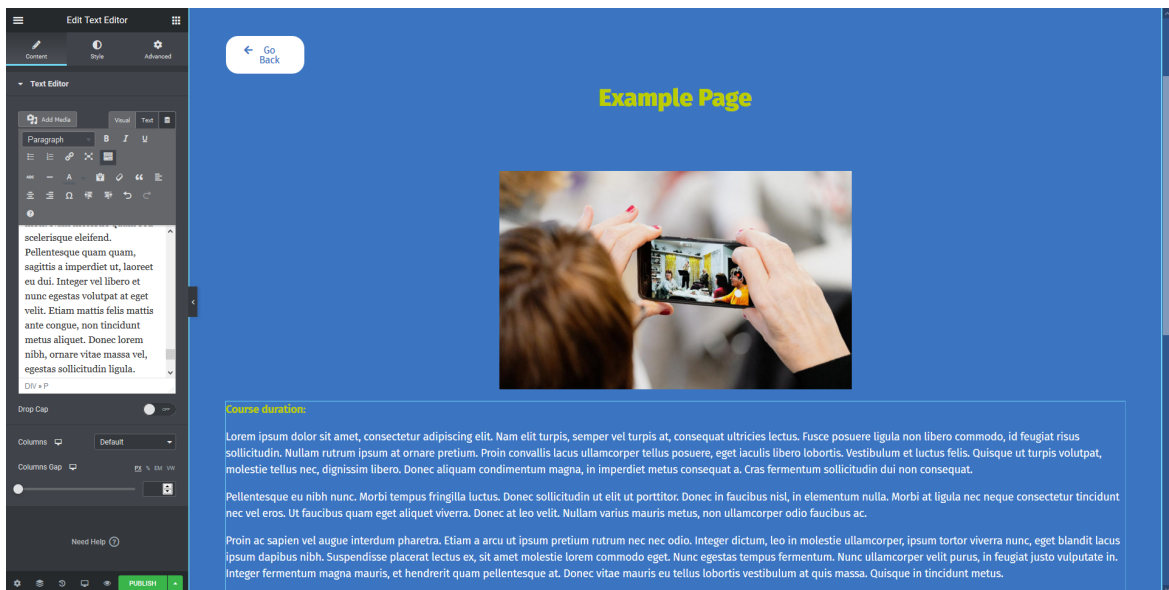 Edit Text Editor
Content
Style
Advanced
Text Editor
Add Media
Visual
Text
Paragraph
B I U
ABC
A
Ω
scelerisque eleifend.
Pellentesque quam quam,
sagittis a imperdiet ut, laoreet
eu dui. Integer vel libero et
nunc egestas volutpat at eget
velit. Etiam mattis felis mattis
ante congue, non tincidunt
metus aliquet. Donec lorem
nibh, ornare vitae massa vel,
egestas sollicitudin ligula.
DIV » P
Drop Cap
Columns
Default
Columns Gap
PX % EM VW
Need Help
PUBLISH
Go
Back
Example Page
Course duration:
Lorem ipsum dolor sit amet, consectetur adipiscing elit. Nam elit turpis, semper vel turpis at, consequat ultricies lectus. Fusce posuere ligula non libero commodo, id feugiat risus
sollicitudin. Nullam rutrum ipsum at ornare pretium. Proin convallis lacus ullamcorper tellus posuere, eget iaculis libero lobortis. Vestibulum et luctus felis. Quisque ut turpis volutpat,
molestie tellus nec, dignissim libero. Donec aliquam condimentum magna, in imperdiet metus consequat a. Cras fermentum sollicitudin dui non consequat.
Pellentesque eu nibh nunc. Morbi tempus fringilla luctus. Donec sollicitudin ut elit ut porttitor. Donec in faucibus nisl, in elementum nulla. Morbi at ligula nec neque consectetur tincidunt
nec vel eros. Ut faucibus quam eget aliquet viverra. Donec at leo velit. Nullam varius mauris metus, non ullamcorper odio faucibus ac.
Proin ac sapien vel augue interdum pharetra. Etiam a arcu ut ipsum pretium rutrum nec nec odio. Integer dictum, leo in molestie ullamcorper, ipsum tortor viverra nunc, eget blandit lacus
ipsum dapibus nibh. Suspendisse placerat lectus ex, sit amet molestie lorem commodo eget. Nunc egestas tempus fermentum. Nunc ullamcorper velit purus, in feugiat justo vulputate in.
Integer fermentum magna mauris, et hendrerit quam pellentesque at. Donec vitae mauris eu tellus lobortis vestibulum at quis massa. Quisque in tincidunt metus.